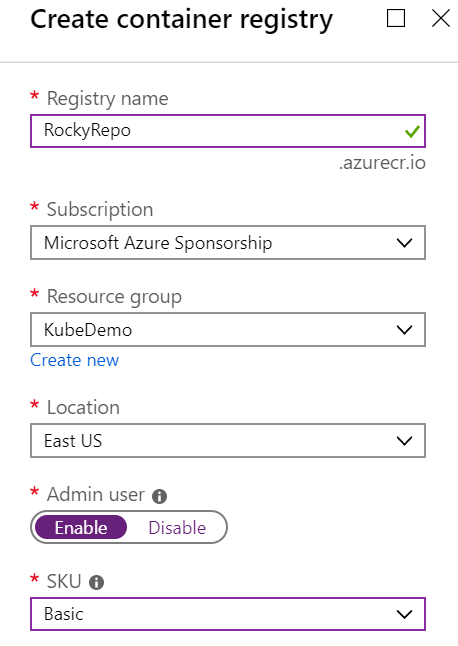 Create container registry
* Registry name
RockyRepo
.azurecr.io
* Subscription
Microsoft Azure Sponsorship
* Resource group
KubeDemo
Create new
* Location
East US
* Admin user
Enable Disable
* SKU
Basic